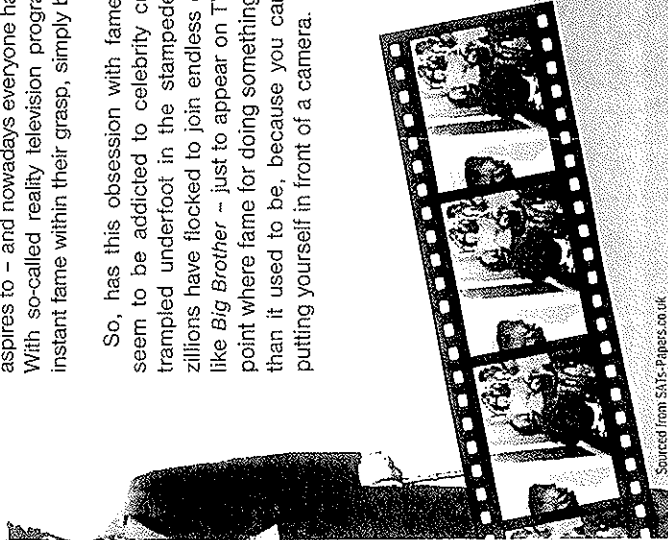 aspires to – and nowadays everyone ha
With so-called reality television progra
instant fame within their grasp, simply b
So, has this obsession with fame
seem to be addicted to celebrity cu
trampled underfoot in the stampede
zillions have flocked to join endless
like Big Brother – just to appear on T
point where fame for doing something
than it used to be, because you car
putting yourself in front of a camera.
Sourced from SATs-Papers.co.uk